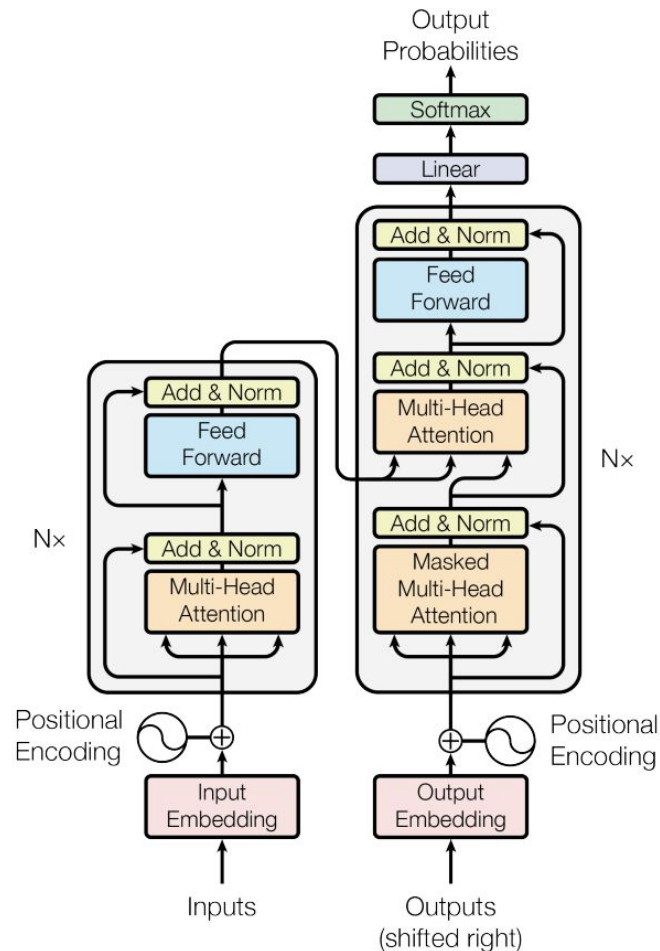 Output
Probabilities
Softmax
Linear
Add & Norm
Feed
Forward
Add & Norm
Multi-Head
Attention
Add & Norm
Masked
Multi-Head
Attention
N×
Add & Norm
Feed
Forward
Add & Norm
Multi-Head
Attention
N×
Positional
Encoding
Positional
Encoding
Input
Embedding
Output
Embedding
Inputs
Outputs
(shifted right)